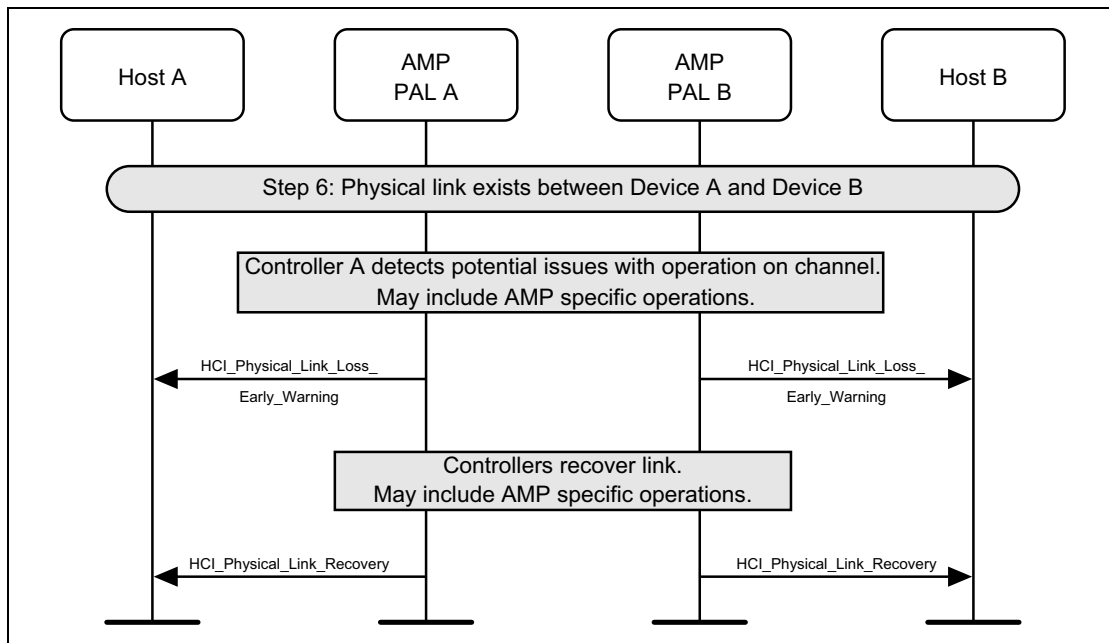 Host A
AMP
PAL A
AMP
PAL B
Host B
Step 6: Physical link exists between Device A and Device B
Controller A detects potential issues with operation on channel.
May include AMP specific operations.
HCI_Physical_Link_Loss_
Early_Warning
HCI_Physical_Link_Loss_
Early_Warning
Controllers recover link.
May include AMP specific operations.
HCI_Physical_Link_Recovery
HCI_Physical_Link_Recovery